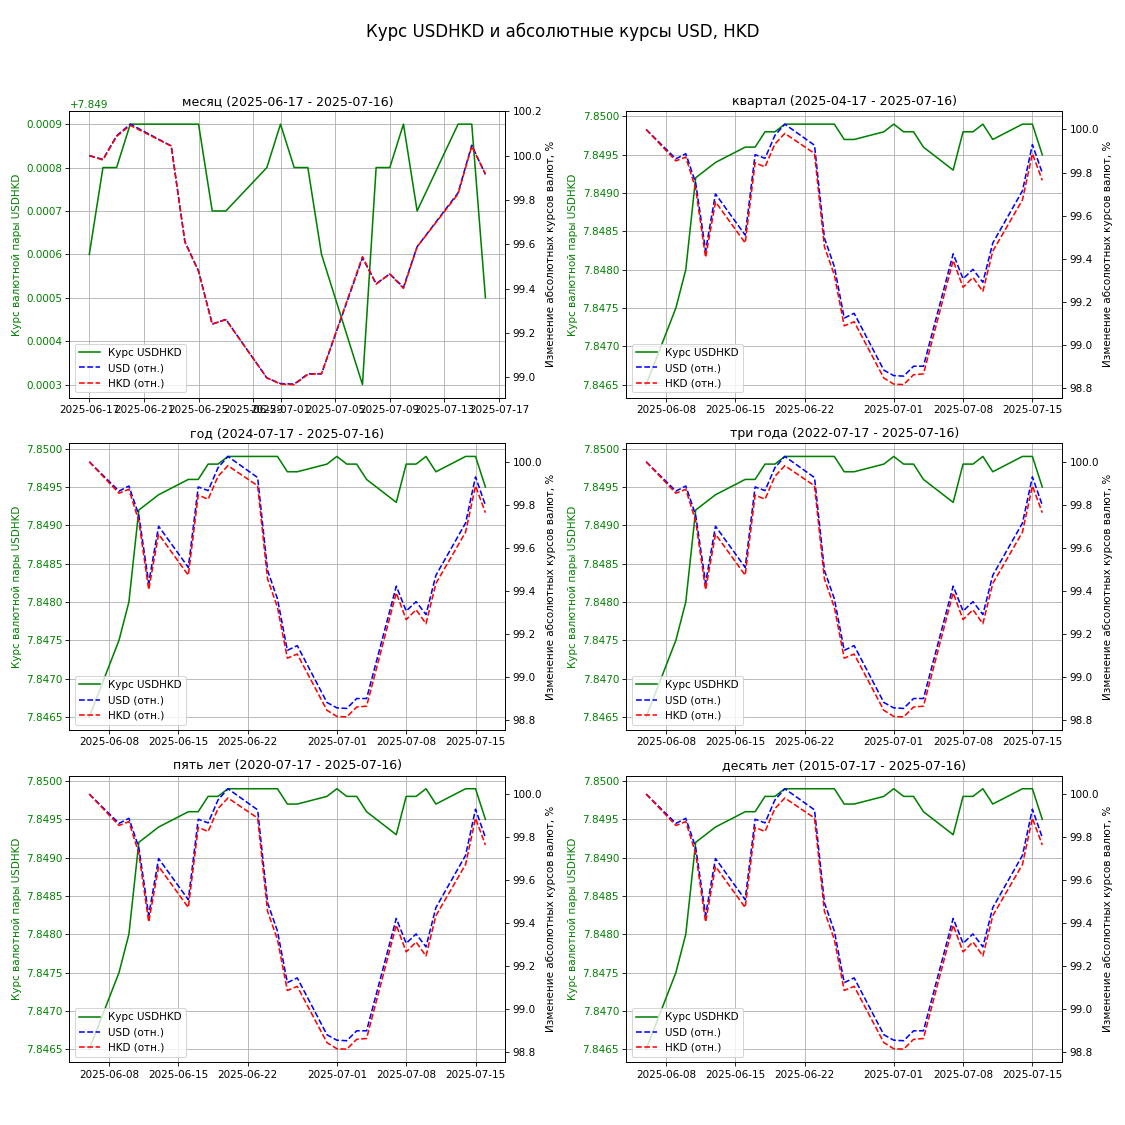 Курс USDHKD и абсолютные курсы USD, HKD
месяц (2025-06-17 - 2025-07-16)
+7.849
0.0009
0.0008
0.0007
0.0006
0.0005
0.0004
0.0003
Курс валютной пары USDHKD
100.2
100.0
99.8
99.6
99.4
99.2
99.0
Изменение абсолютных курсов валют, %
Курс USDHKD
USD (отн.)
HKD (отн.)
2025-06-17 2025-06-21 2025-06-25 2025-06-29 2025-07-01 2025-07-05 2025-07-09 2025-07-13 2025-07-17
квартал (2025-04-17 - 2025-07-16)
7.8500
7.8495
7.8490
7.8485
7.8480
7.8475
7.8470
7.8465
Курс валютной пары USDHKD
100.0
99.8
99.6
99.4
99.2
99.0
98.8
Изменение абсолютных курсов валют, %
Курс USDHKD
USD (отн.)
HKD (отн.)
2025-06-08 2025-06-15 2025-06-22 2025-07-01 2025-07-08 2025-07-15
год (2024-07-17 - 2025-07-16)
7.8500
7.8495
7.8490
7.8485
7.8480
7.8475
7.8470
7.8465
Курс валютной пары USDHKD
100.0
99.8
99.6
99.4
99.2
99.0
98.8
Изменение абсолютных курсов валют, %
Курс USDHKD
USD (отн.)
HKD (отн.)
2025-06-08 2025-06-15 2025-06-22 2025-07-01 2025-07-08 2025-07-15
три года (2022-07-17 - 2025-07-16)
7.8500
7.8495
7.8490
7.8485
7.8480
7.8475
7.8470
7.8465
Курс валютной пары USDHKD
100.0
99.8
99.6
99.4
99.2
99.0
98.8
Изменение абсолютных курсов валют, %
Курс USDHKD
USD (отн.)
HKD (отн.)
2025-06-08 2025-06-15 2025-06-22 2025-07-01 2025-07-08 2025-07-15
пять лет (2020-07-17 - 2025-07-16)
7.8500
7.8495
7.8490
7.8485
7.8480
7.8475
7.8470
7.8465
Курс валютной пары USDHKD
100.0
99.8
99.6
99.4
99.2
99.0
98.8
Изменение абсолютных курсов валют, %
Курс USDHKD
USD (отн.)
HKD (отн.)
2025-06-08 2025-06-15 2025-06-22 2025-07-01 2025-07-08 2025-07-15
десять лет (2015-07-17 - 2025-07-16)
7.8500
7.8495
7.8490
7.8485
7.8480
7.8475
7.8470
7.8465
Курс валютной пары USDHKD
100.0
99.8
99.6
99.4
99.2
99.0
98.8
Изменение абсолютных курсов валют, %
Курс USDHKD
USD (отн.)
HKD (отн.)
2025-06-08 2025-06-15 2025-06-22 2025-07-01 2025-07-08 2025-07-15